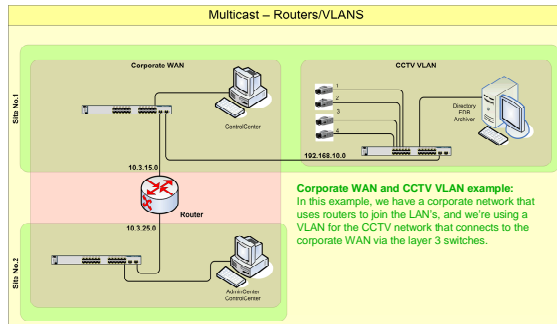 Multicast – Routers/VLANS
Site No.1
Corporate WAN
CCTV VLAN
ControlCenter
1
2
3
4
Directory
FDR
Archiver
192.168.10.0
10.3.15.0
Router
10.3.25.0
Corporate WAN and CCTV VLAN example:
In this example, we have a corporate network that
uses routers to join the LAN's, and we're using a
VLAN for the CCTV network that connects to the
corporate WAN via the layer 3 switches.
Site No.2
AdminCenter
ControlCenter